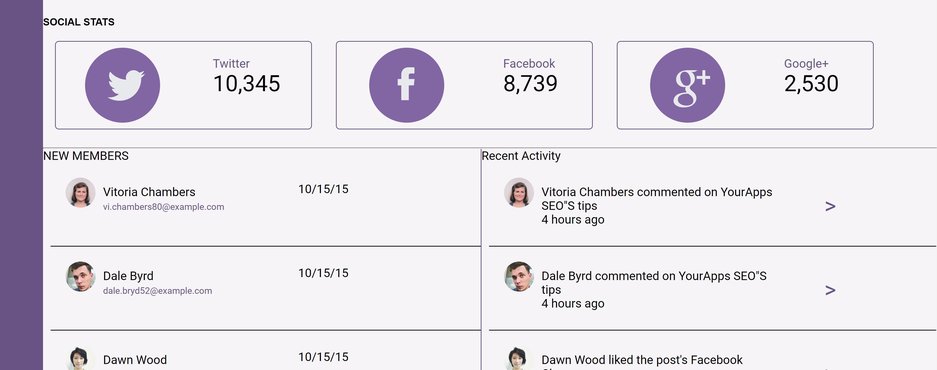 SOCIAL STATS
Twitter
10,345
Facebook
8,739
Google+
2,530
NEW MEMBERS
Vitoria Chambers
10/15/15
vi.chambers80@example.com
Dale Byrd
10/15/15
dale.bryd52@example.com
Dawn Wood
10/15/15
Recent Activity
Vitoria Chambers commented on YourApps
SEO"S tips
4 hours ago
>
Dale Byrd commented on YourApps SEO"S
tips
4 hours ago
>
Dawn Wood liked the post's Facebook